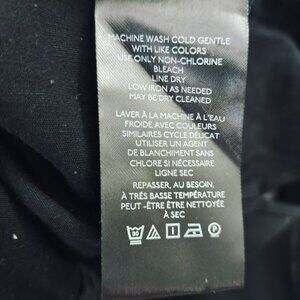 MACHINE WASH COLD GENTLE
WITH LIKE COLORS
USE ONLY NON-CHLORINE
BLEACH
LINE DRY
LOW IRON AS NEEDED
MAY BE DRY CLEANED
LAVER À LA MACHINE À L'EAU
FROIDE AVEC COULEURS
SIMILAIRES CYCLE DÉLICAT
UTILISER UN AGENT
DE BLANCHIMENT SANS
CHLORE SI NÉCESSAIRE
LIGNE SEC
REPASSER, AU BESOIN,
À TRÈS BASSE TEMPÉRATURE
PEUT-ÊTRE ÊTRE NETTOYÉE
À SEC